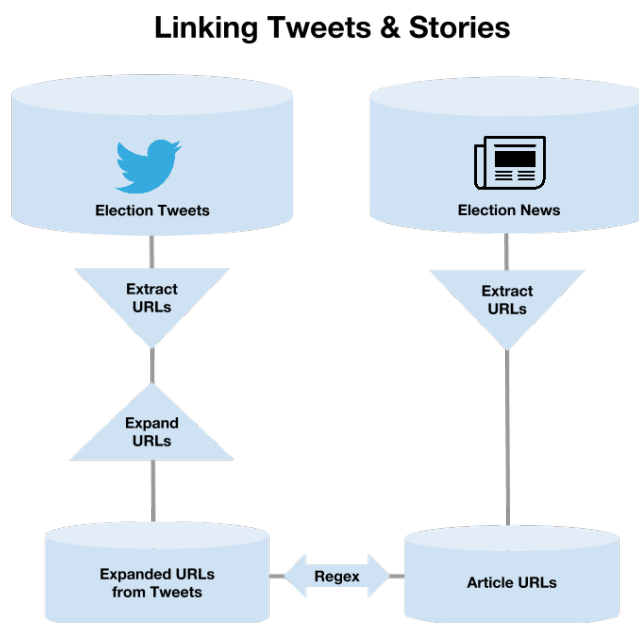 Linking Tweets & Stories
Election Tweets
Election News
Extract
URLs
Extract
URLs
Expand
URLs
Expanded URLs
from Tweets
Regex
Article URLs